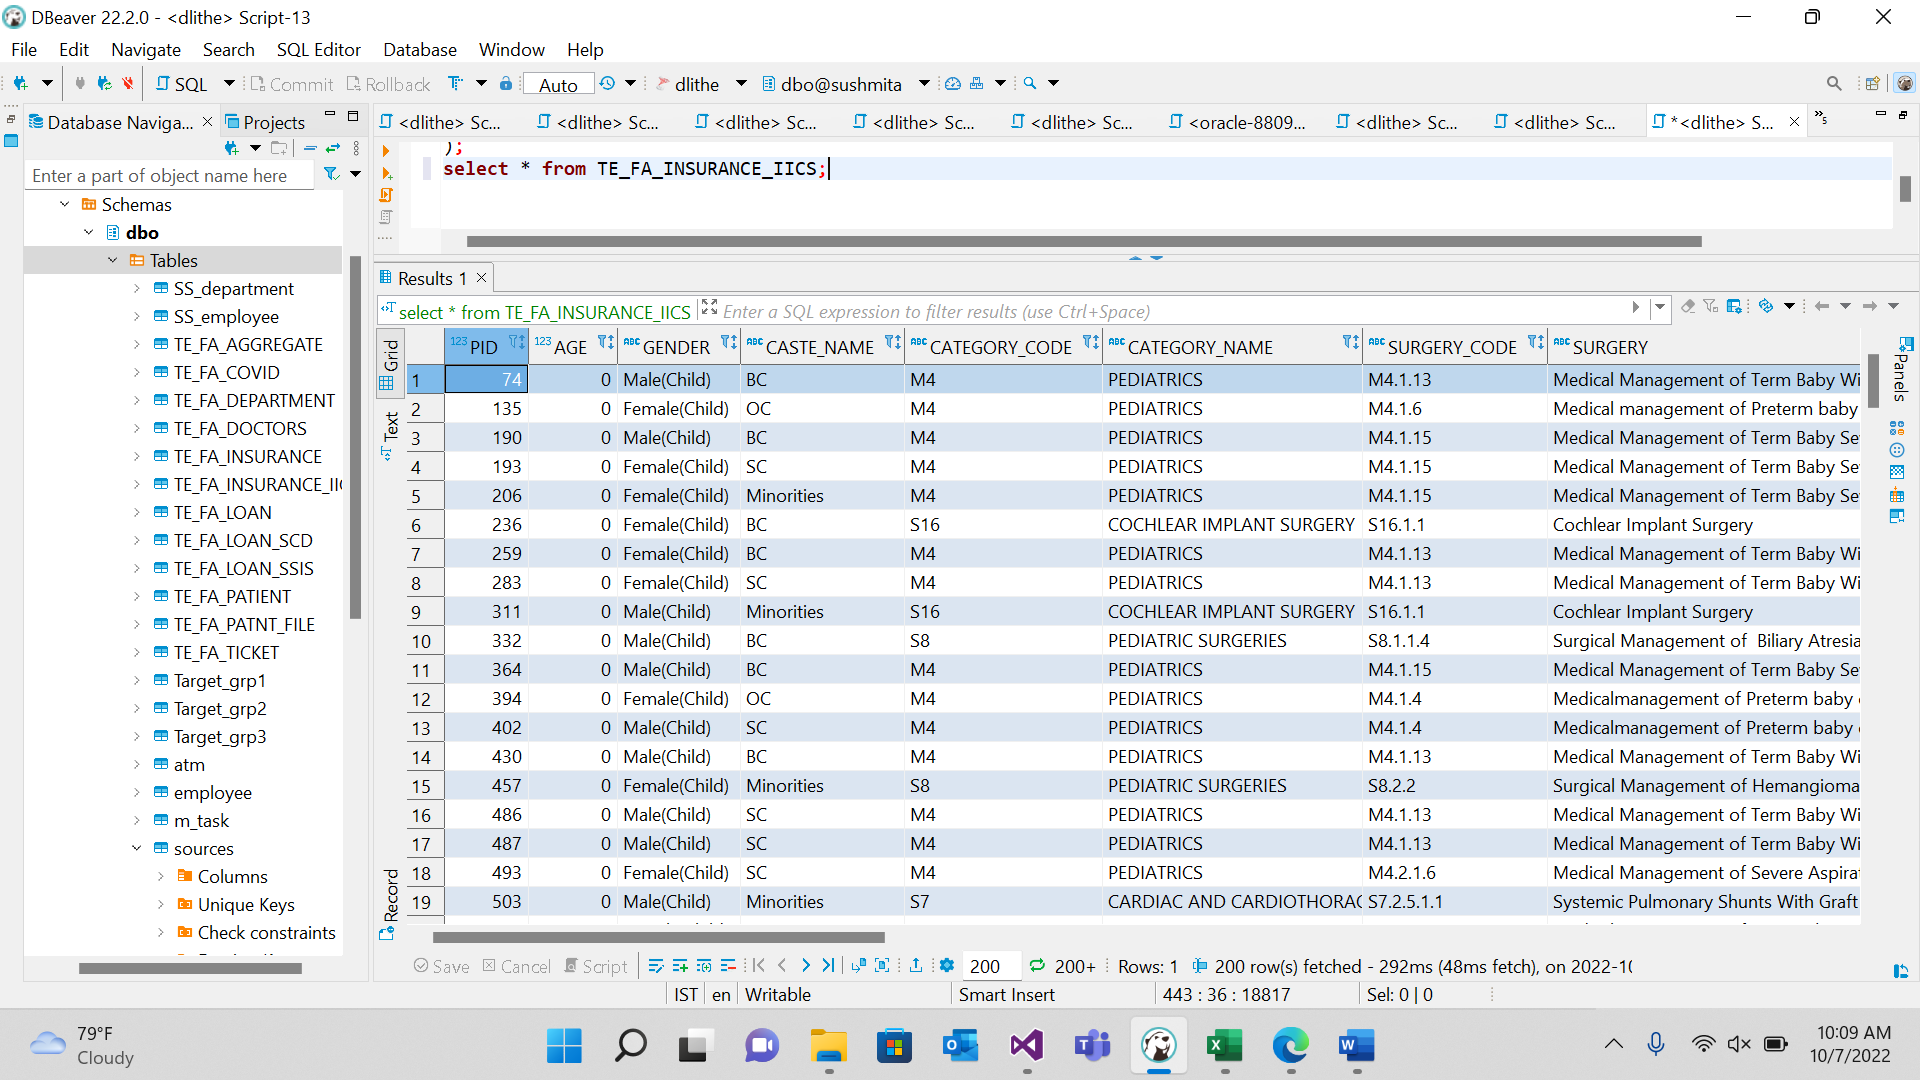 DBeaver 22.2.0 - <dlithe> Script-13
File Edit Navigate Search SQL Editor Database Window Help
SQL Commit Rollback Auto dlithe dbo@sushmita
Database Naviga... Projects
<dlithe> Sc... <dlithe> Sc... <dlithe> Sc... <dlithe> Sc... <dlithe> Sc... <oracle-8809... <dlithe> Sc... <dlithe> Sc... *<dlithe> S... »5
Enter a part of object name here
Schemas
dbo
Tables
SS_department
SS_employee
TE_FA_AGGREGATE
TE_FA_COVID
TE_FA_DEPARTMENT
TE_FA_DOCTORS
TE_FA_INSURANCE
TE_FA_INSURANCE_II
TE_FA_LOAN
TE_FA_LOAN_SCD
TE_FA_LOAN_SSIS
TE_FA_PATIENT
TE_FA_PATNT_FILE
TE_FA_TICKET
Target_grp1
Target_grp2
Target_grp3
atm
employee
m_task
sources
Columns
Unique Keys
Check constraints
);
select * from TE_FA_INSURANCE_IICS;
Results 1
select * from TE_FA_INSURANCE_IICS Enter a SQL expression to filter results (use Ctrl+Space)
Grid
Text
Record
Panels
123 PID 123 AGE ABC GENDER ABC CASTE_NAME ABC CATEGORY_CODE ABC CATEGORY_NAME ABC SURGERY_CODE ABC SURGERY
1 74 0 Male(Child) BC M4 PEDIATRICS M4.1.13 Medical Management of Term Baby Wi
2 135 0 Female(Child) OC M4 PEDIATRICS M4.1.6 Medical management of Preterm baby
3 190 0 Male(Child) BC M4 PEDIATRICS M4.1.15 Medical Management of Term Baby Se
4 193 0 Female(Child) SC M4 PEDIATRICS M4.1.15 Medical Management of Term Baby Se
5 206 0 Female(Child) Minorities M4 PEDIATRICS M4.1.15 Medical Management of Term Baby Se
6 236 0 Female(Child) BC S16 COCHLEAR IMPLANT SURGERY S16.1.1 Cochlear Implant Surgery
7 259 0 Female(Child) BC M4 PEDIATRICS M4.1.13 Medical Management of Term Baby Wi
8 283 0 Female(Child) SC M4 PEDIATRICS M4.1.13 Medical Management of Term Baby Wi
9 311 0 Male(Child) Minorities S16 COCHLEAR IMPLANT SURGERY S16.1.1 Cochlear Implant Surgery
10 332 0 Male(Child) BC S8 PEDIATRIC SURGERIES S8.1.1.4 Surgical Management of Biliary Atresia
11 364 0 Male(Child) BC M4 PEDIATRICS M4.1.15 Medical Management of Term Baby Se
12 394 0 Female(Child) OC M4 PEDIATRICS M4.1.4 Medicalmanagement of Preterm baby
13 402 0 Male(Child) SC M4 PEDIATRICS M4.1.4 Medicalmanagement of Preterm baby
14 430 0 Male(Child) BC M4 PEDIATRICS M4.1.13 Medical Management of Term Baby Wi
15 457 0 Female(Child) Minorities S8 PEDIATRIC SURGERIES S8.2.2 Surgical Management of Hemangioma
16 486 0 Male(Child) SC M4 PEDIATRICS M4.1.13 Medical Management of Term Baby Wi
17 487 0 Male(Child) SC M4 PEDIATRICS M4.1.13 Medical Management of Term Baby Wi
18 493 0 Female(Child) SC M4 PEDIATRICS M4.2.1.6 Medical Management of Severe Aspirat
19 503 0 Male(Child) Minorities S7 CARDIAC AND CARDIOTHORAC S7.2.5.1.1 Systemic Pulmonary Shunts With Graft
Save Cancel Script 200 200+ Rows: 1 200 row(s) fetched - 292ms (48ms fetch), on 2022-10
IST en Writable Smart Insert 443 : 36 : 18817 Sel: 0 | 0
79°F
Cloudy
10:09 AM
10/7/2022